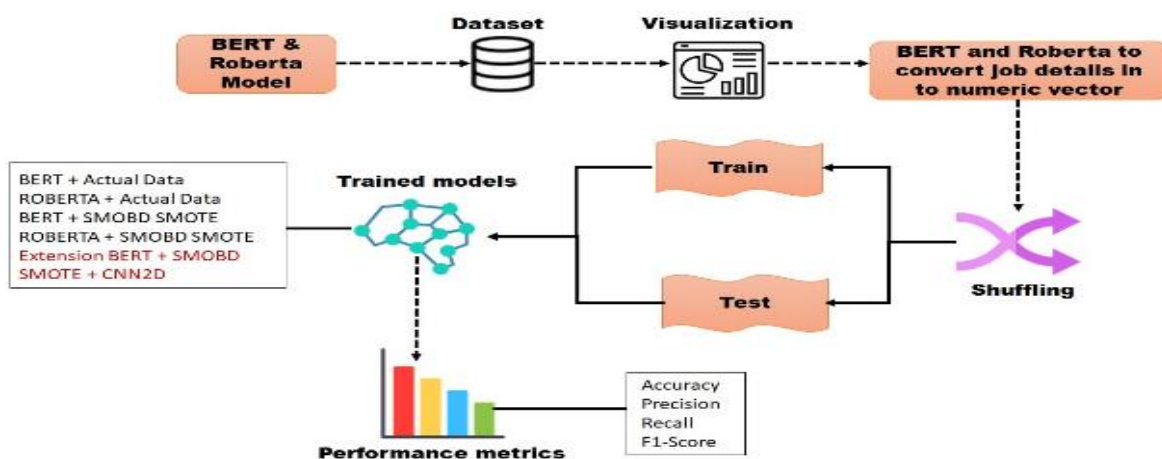 Dataset
Visualization
BERT &
Roberta
Model
BERT and Roberta to
convert job details in
to numeric vector
Train
Test
Shuffling
Trained models
BERT + Actual Data
ROBERTA + Actual Data
BERT + SMOBD SMOTE
ROBERTA + SMOBD SMOTE
Extension BERT + SMOBD
SMOTE + CNN2D
Accuracy
Precision
Recall
F1-Score
Performance metrics